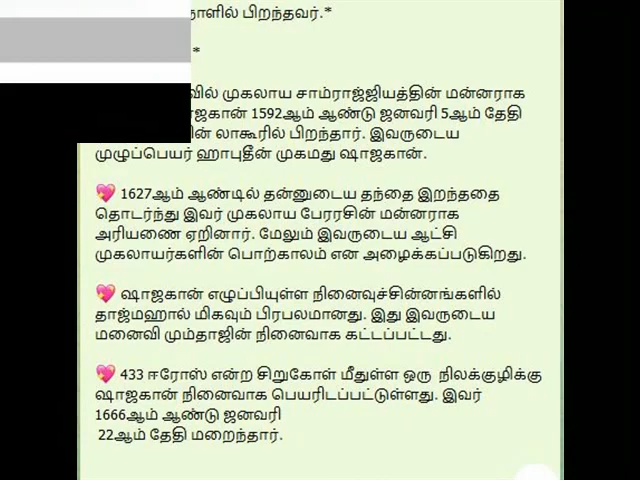 நாளில் பிறந்தவர்.*
*
வில் முகலாய சாம்ராஜ்ஜியத்தின் மன்னராக
ஜகான் 1592ஆம் ஆண்டு ஜனவரி 5ஆம் தேதி
ின் லாகூரில் பிறந்தார். இவருடைய
முழுப்பெயர் ஹாபுதீன் முகமது ஷாஜகான்.
💖 1627ஆம் ஆண்டில் தன்னுடைய தந்தை இறந்ததை
தொடர்ந்து இவர் முகலாய பேரரசின் மன்னராக
அரியணை ஏறினார். மேலும் இவருடைய ஆட்சி
முகலாயர்களின் பொற்காலம் என அழைக்கப்படுகிறது.
💖 ஷாஜகான் எழுப்பியுள்ள நினைவுச்சின்னங்களில்
தாஜ்மஹால் மிகவும் பிரபலமானது. இது இவருடைய
மனைவி மும்தாஜின் நினைவாக கட்டப்பட்டது.
💖 433 ஈரோஸ் என்ற சிறுகோள் மீதுள்ள ஒரு நிலக்குழிக்கு
ஷாஜகான் நினைவாக பெயரிடப்பட்டுள்ளது. இவர்
1666ஆம் ஆண்டு ஜனவரி
22ஆம் தேதி மறைந்தார்.